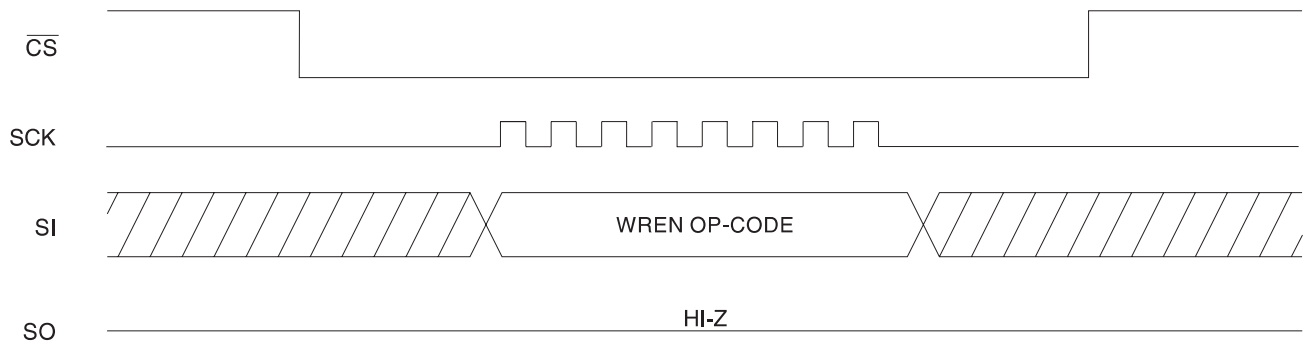 CS
SCK
SI
WREN OP-CODE
SO
HI-Z